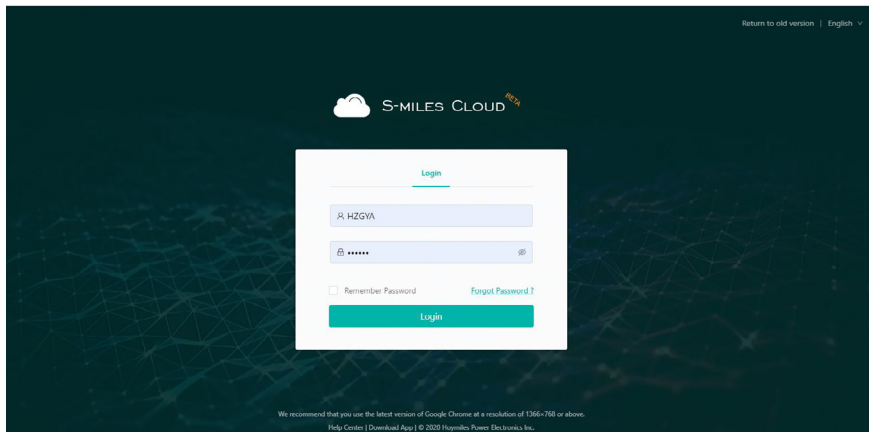 Return to old version | English
S-MILES CLOUD BETA
Login
HZGYA
••••••
Remember Password Forgot Password ?
Login
We recommend that you use the latest version of Google Chrome at a resolution of 1366×768 or above.
Help Center | Download App | © 2020 Hoymiles Power Electronics Inc.